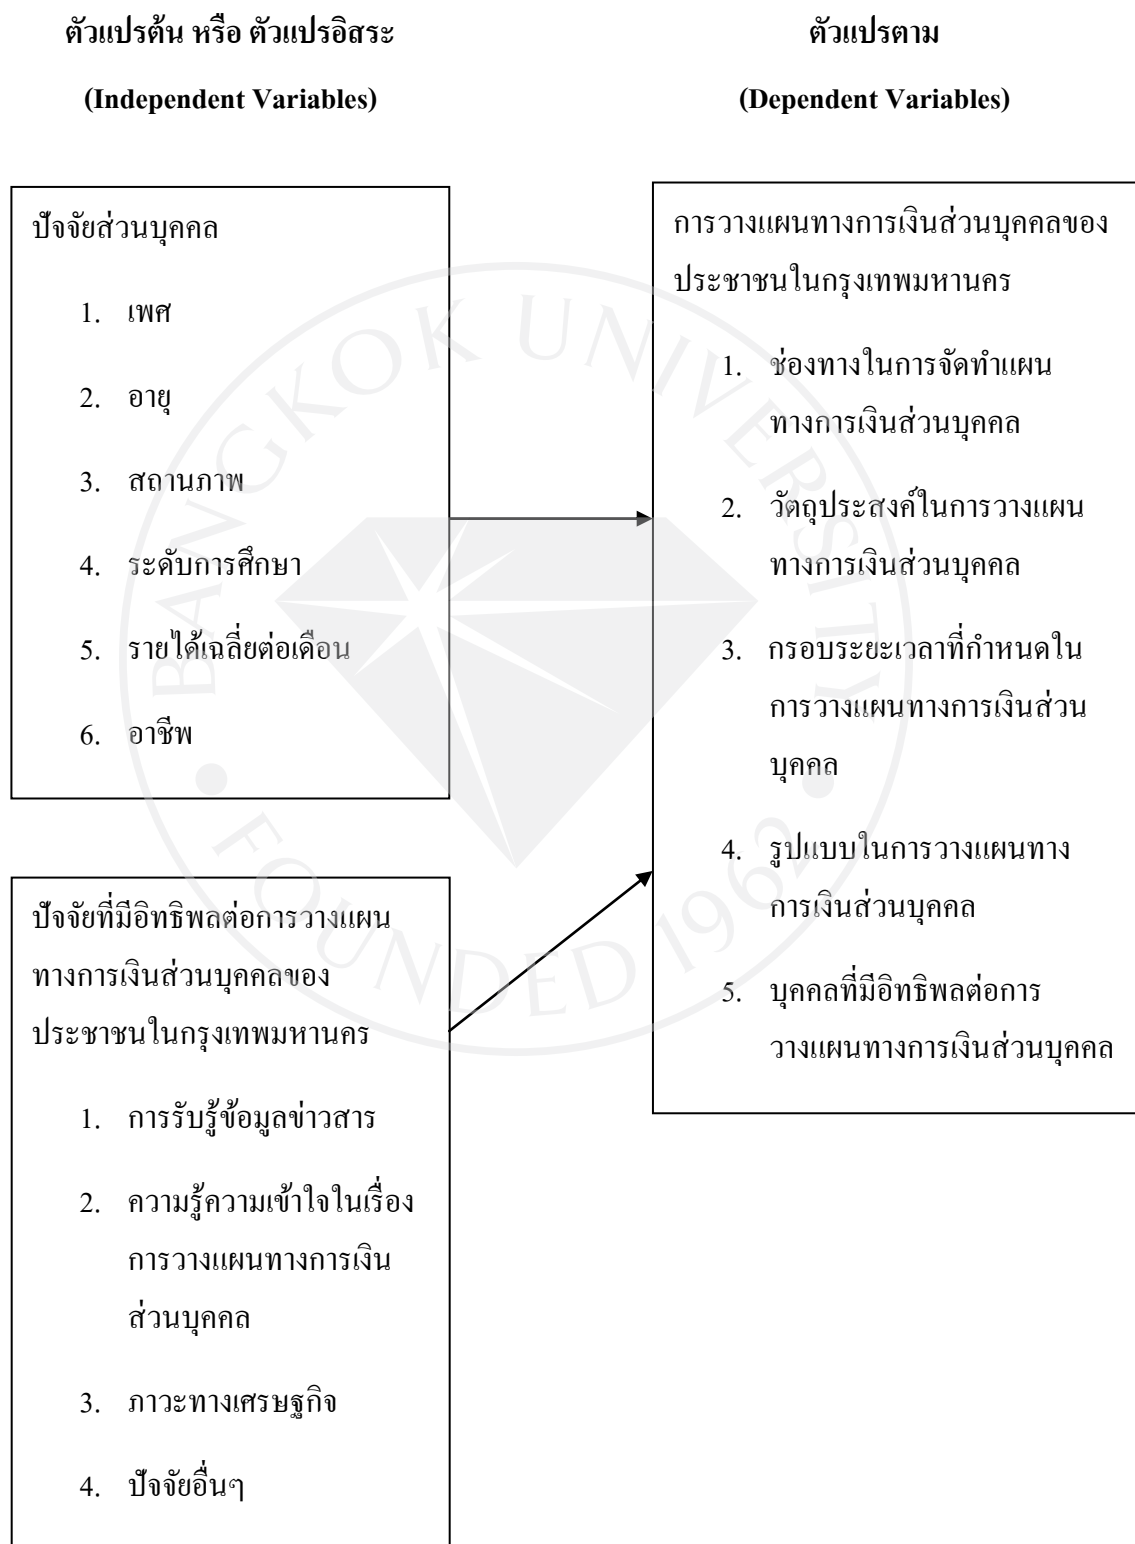 ตัวแปรต้น หรือ ตัวแปรอิสระ
(Independent Variables)
ตัวแปรตาม
(Dependent Variables)
ปัจจัยส่วนบุคคล
1. เพศ
2. อายุ
3. สถานภาพ
4. ระดับการศึกษา
5. รายได้เฉลี่ยต่อเดือน
6. อาชีพ
ปัจจัยที่มีอิทธิพลต่อการวางแผน
ทางการเงินส่วนบุคคลของ
ประชาชนในกรุงเทพมหานคร
1. การรับรู้ข้อมูลข่าวสาร
2. ความรู้ความเข้าใจในเรื่อง
การวางแผนทางการเงิน
ส่วนบุคคล
3. ภาวะทางเศรษฐกิจ
4. ปัจจัยอื่นๆ
การวางแผนทางการเงินส่วนบุคคลของ
ประชาชนในกรุงเทพมหานคร
1. ช่องทางในการจัดทำแผน
ทางการเงินส่วนบุคคล
2. วัตถุประสงค์ในการวางแผน
ทางการเงินส่วนบุคคล
3. กรอบระยะเวลาที่กำหนดใน
การวางแผนทางการเงินส่วน
บุคคล
4. รูปแบบในการวางแผนทาง
การเงินส่วนบุคคล
5. บุคคลที่มีอิทธิพลต่อการ
วางแผนทางการเงินส่วนบุคคล
BANGKOK UNIVERSITY
FOUNDED 1962